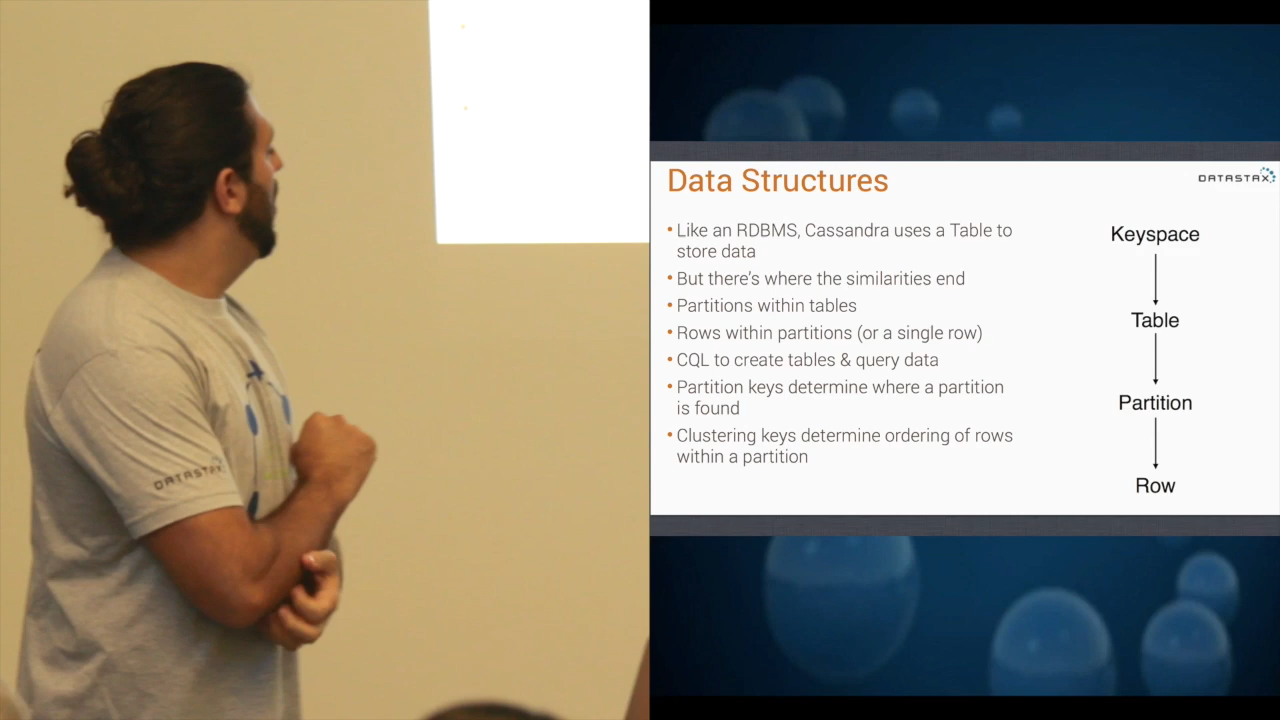 DATASTAX
Data Structures
DATASTAX
• Like an RDBMS, Cassandra uses a Table to
store data
• But there's where the similarities end
• Partitions within tables
• Rows within partitions (or a single row)
• CQL to create tables & query data
• Partition keys determine where a partition
is found
• Clustering keys determine ordering of rows
within a partition
Keyspace
Table
Partition
Row